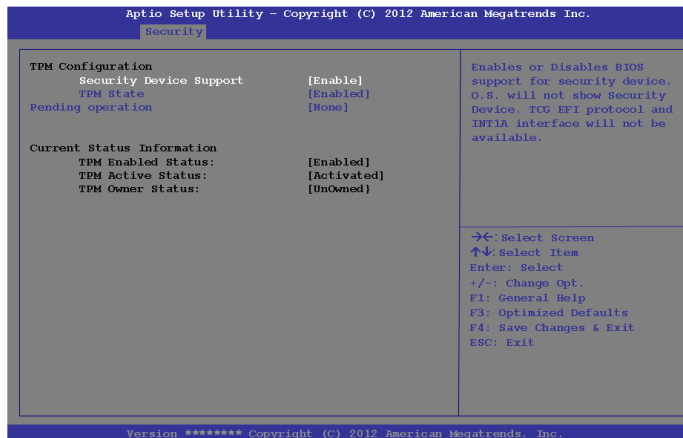 Aptio Setup Utility – Copyright (C) 2012 American Megatrends Inc.
Security
TPM Configuration
Security Device Support [Enable]
TPM State [Enabled]
Pending operation [None]
Current Status Information
TPM Enabled Status: [Enabled]
TPM Active Status: [Activated]
TPM Owner Status: [UnOwned}
Enables or Disables BIOS
support for security device.
O.S. will not show Security
Device. TCG EFI protocol and
INT1A interface will not be
available.
→←:Select Screen
↑↓:Select Item
Enter: Select
+/-: Change Opt.
F1: General Help
F3: Optimized Defaults
F4: Save Changes & Exit
ESC: Exit
Version ******** Copyright (C) 2012 American Megatrends, Inc.